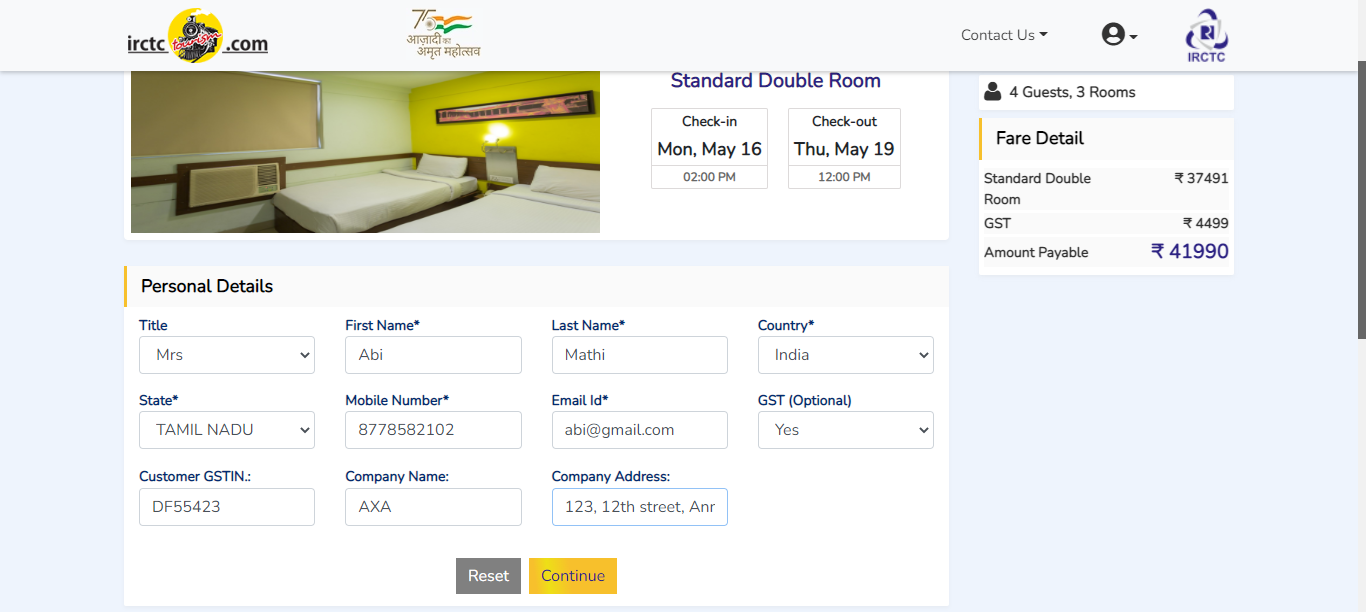 irctc tourism .com
75
आज़ादी का
अमृत महोत्सव
Contact Us
IRCTC
Standard Double Room
Check-in
Mon, May 16
02:00 PM
Check-out
Thu, May 19
12:00 PM
4 Guests, 3 Rooms
Fare Detail
Standard Double Room ₹ 37491
GST ₹ 4499
Amount Payable ₹ 41990
Personal Details
Title First Name* Last Name* Country*
Mrs Abi Mathi India
State* Mobile Number* Email Id* GST (Optional)
TAMIL NADU 8778582102 abi@gmail.com Yes
Customer GSTIN.: Company Name: Company Address:
DF55423 AXA 123, 12th street, Anr
Reset Continue